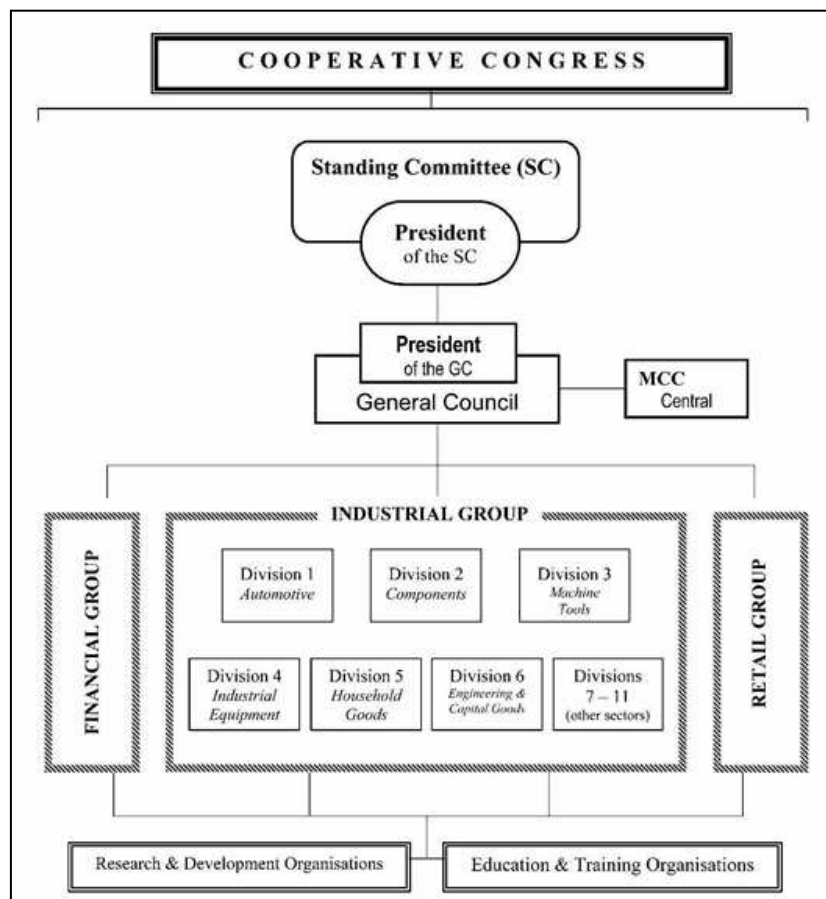 COOPERATIVE CONGRESS
Standing Committee (SC)
President
of the SC
President
of the GC
General Council
MCC
Central
FINANCIAL GROUP
INDUSTRIAL GROUP
Division 1
Automotive
Division 2
Components
Division 3
Machine
Tools
Division 4
Industrial
Equipment
Division 5
Household
Goods
Division 6
Engineering &
Capital Goods
Divisions
7 – 11
(other sectors)
RETAIL GROUP
Research & Development Organisations
Education & Training Organisations